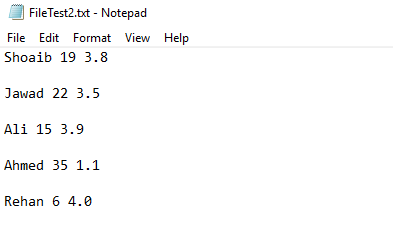 FileTest2.txt - Notepad
File Edit Format View Help
Shoaib 19 3.8
Jawad 22 3.5
Ali 15 3.9
Ahmed 35 1.1
Rehan 6 4.0